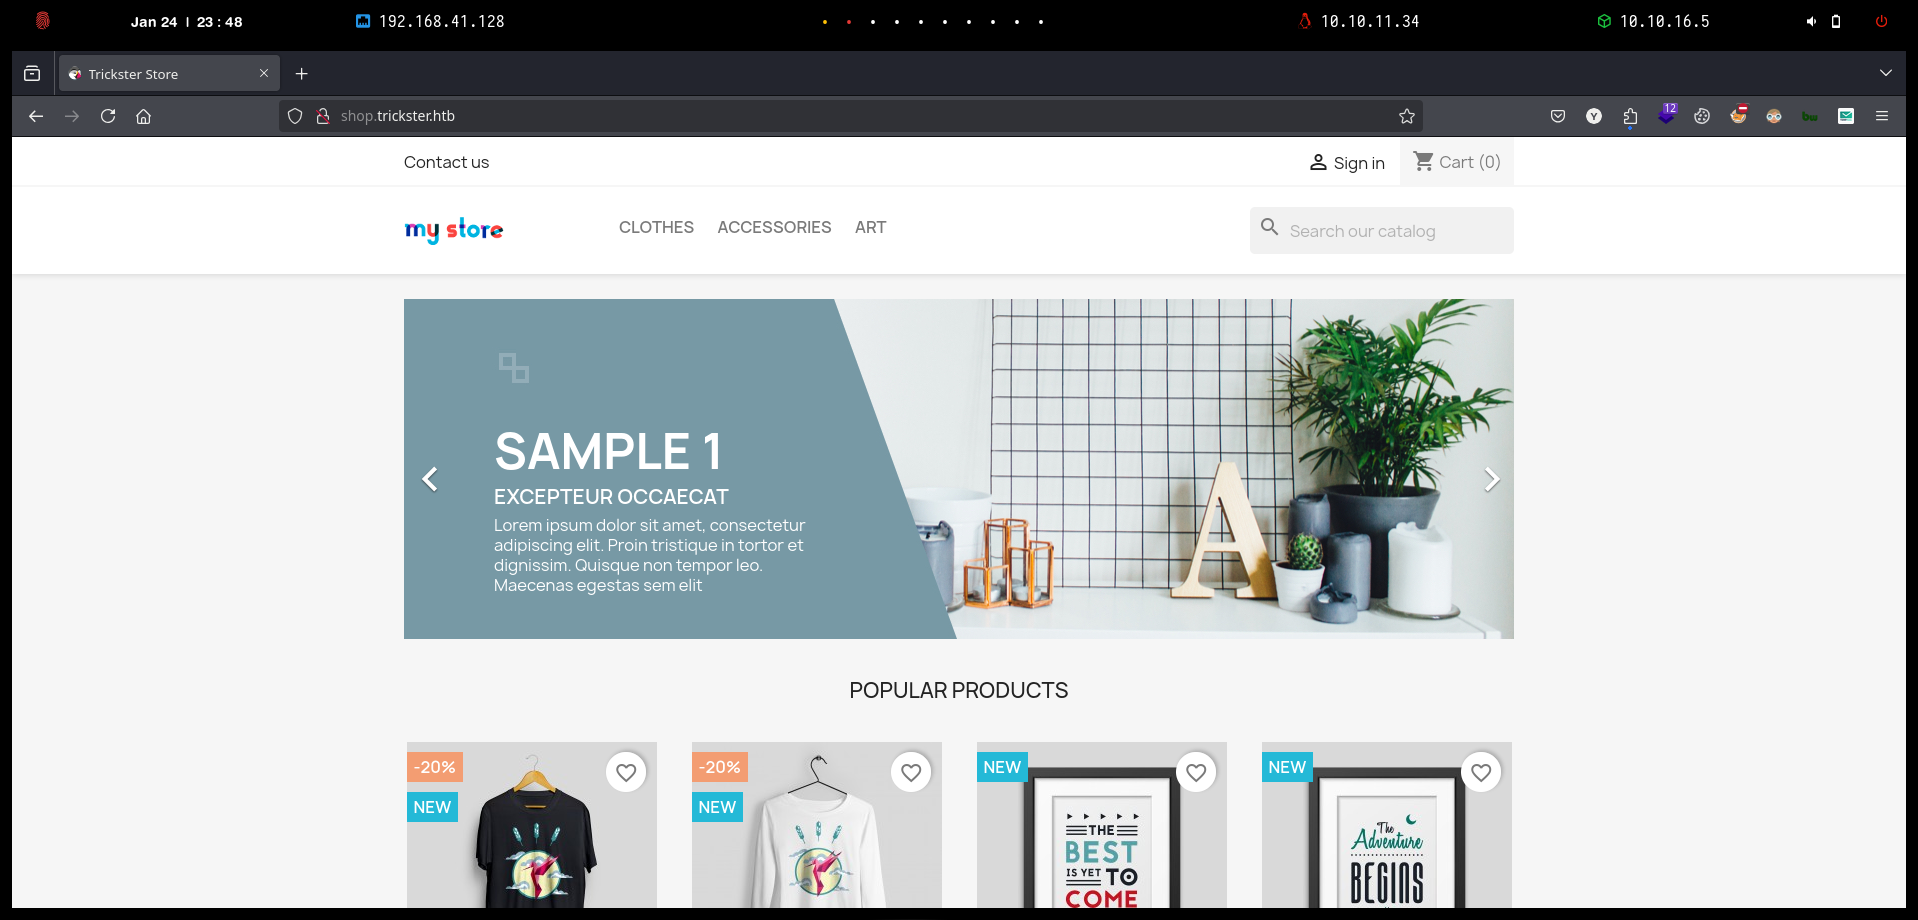 Jan 24 | 23 : 48
192.168.41.128
10.10.11.34
10.10.16.5
Trickster Store
shop.trickster.htb
12
Contact us
Sign in
Cart (0)
my store
CLOTHES
ACCESSORIES
ART
Search our catalog
SAMPLE 1
EXCEPTEUR OCCAECAT
Lorem ipsum dolor sit amet, consectetur
adipiscing elit. Proin tristique in tortor et
dignissim. Quisque non tempor leo.
Maecenas egestas sem elit
A
POPULAR PRODUCTS
-20%
NEW
-20%
NEW
NEW
THE
BEST
IS YET TO
COME
NEW
The
Adventure
BEGINS